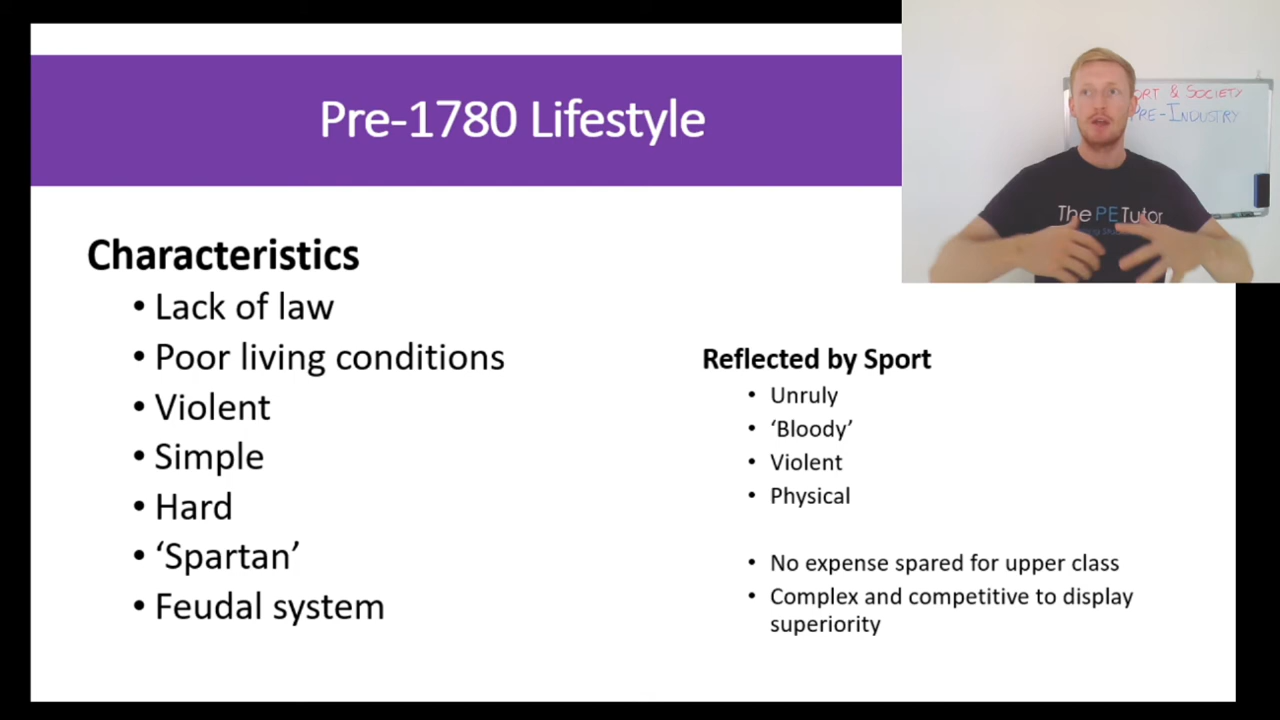 Pre-1780 Lifestyle
ORT & SOCIETY
PRE-INDUSTRY
The PE Tutor
Characteristics
• Lack of law
• Poor living conditions
• Violent
• Simple
• Hard
• ‘Spartan’
• Feudal system
Reflected by Sport
• Unruly
• ‘Bloody’
• Violent
• Physical
• No expense spared for upper class
• Complex and competitive to display
superiority